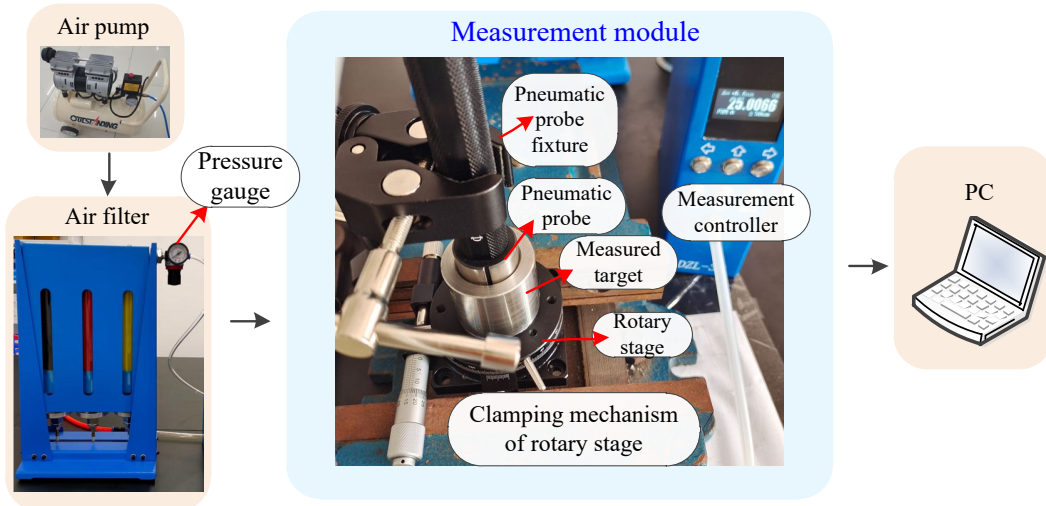 Air pump
Measurement module
Pressure
gauge
Air filter
Pneumatic
probe
fixture
25.0066
Pneumatic
probe
Measurement
controller
Measured
target
Rotary
stage
Clamping mechanism
of rotary stage
PC